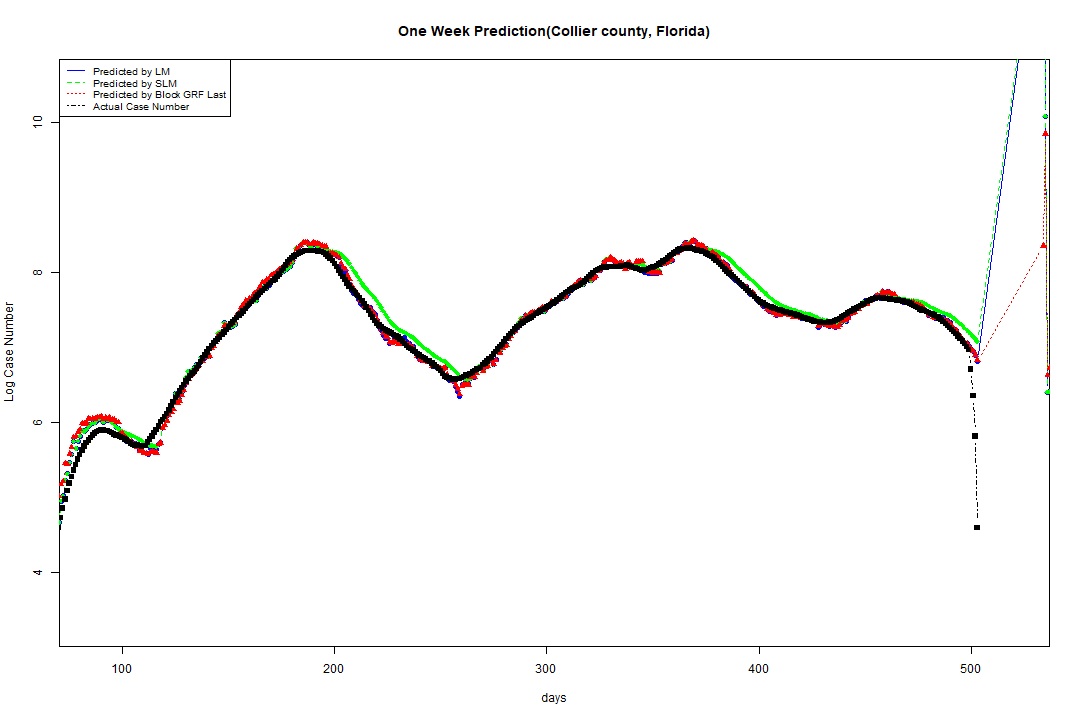 One Week Prediction(Collier county, Florida)
Predicted by LM
Predicted by SLM
Predicted by Block GRF Last
Actual Case Number
10
8
6
4
Log Case Number
100 200 300 400 500
days